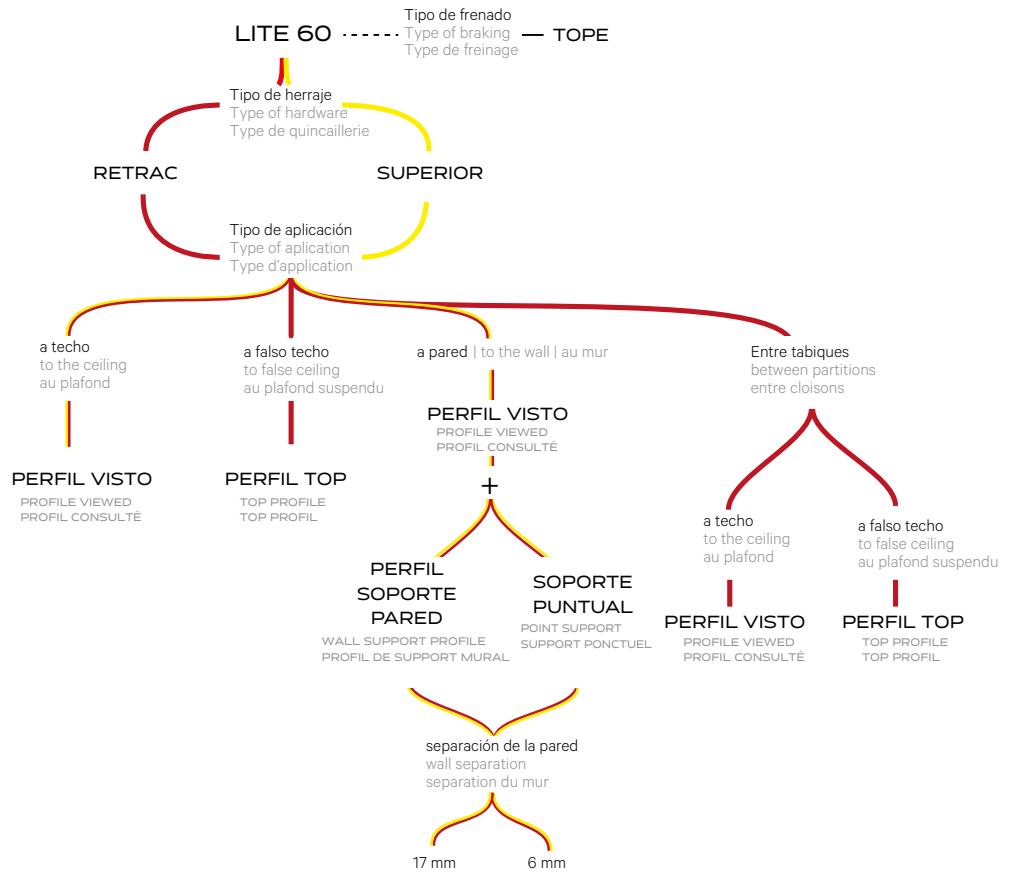 LITE 60
Tipo de frenado
Type of braking
Type de freinage
TOPE
Tipo de herraje
Type of hardware
Type de quincaillerie
RETRAC
SUPERIOR
Tipo de aplicación
Type of aplication
Type d'application
a techo
to the ceiling
au plafond
a falso techo
to false ceiling
au plafond suspendu
a pared | to the wall | au mur
Entre tabiques
between partitions
entre cloisons
PERFIL VISTO
PROFILE VIEWED
PROFIL CONSULTÉ
PERFIL TOP
TOP PROFILE
TOP PROFIL
PERFIL VISTO
PROFILE VIEWED
PROFIL CONSULTÉ
+
PERFIL
SOPORTE
PARED
WALL SUPPORT PROFILE
PROFIL DE SUPPORT MURAL
SOPORTE
PUNTUAL
POINT SUPPORT
SUPPORT PONCTUEL
a techo
to the ceiling
au plafond
PERFIL VISTO
PROFILE VIEWED
PROFIL CONSULTÉ
a falso techo
to false ceiling
au plafond suspendu
PERFIL TOP
TOP PROFILE
TOP PROFIL
separación de la pared
wall separation
separation du mur
17 mm
6 mm